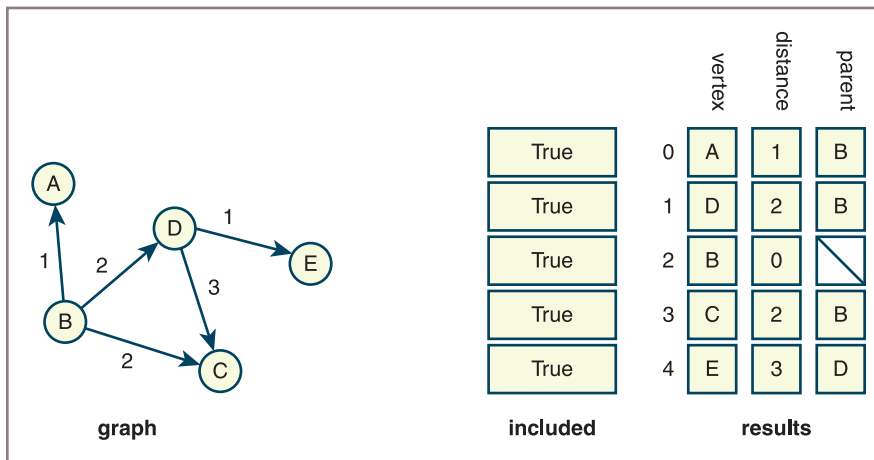 vertex
distance
parent
True 0 A 1 B
True 1 D 2 B
True 2 B 0
True 3 C 2 B
True 4 E 3 D
A
D
1
E
1
2
3
B
2
C
graph
included
results